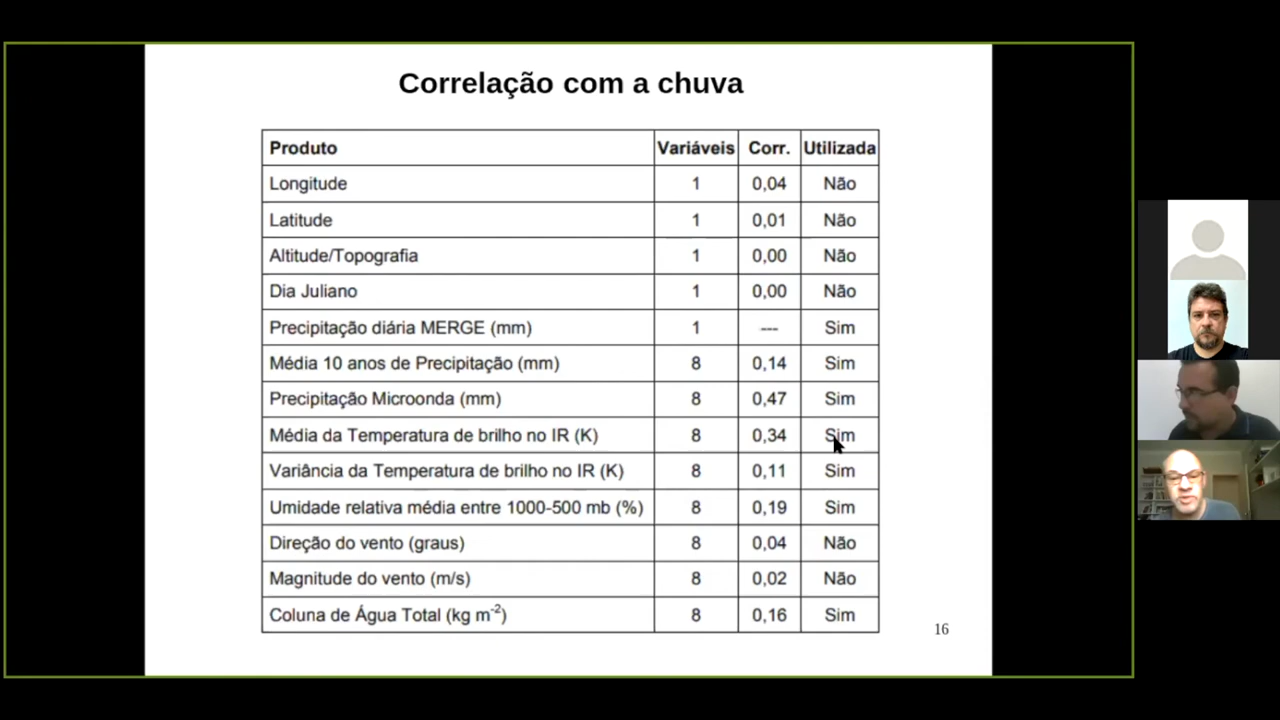 Correlação com a chuva
Produto Variáveis Corr. Utilizada
Longitude 1 0,04 Não
Latitude 1 0,01 Não
Altitude/Topografia 1 0,00 Não
Dia Juliano 1 0,00 Não
Precipitação diária MERGE (mm) 1 --- Sim
Média 10 anos de Precipitação (mm) 8 0,14 Sim
Precipitação Microonda (mm) 8 0,47 Sim
Média da Temperatura de brilho no IR (K) 8 0,34 Sim
Variância da Temperatura de brilho no IR (K) 8 0,11 Sim
Umidade relativa média entre 1000-500 mb (%) 8 0,19 Sim
Direção do vento (graus) 8 0,04 Não
Magnitude do vento (m/s) 8 0,02 Não
Coluna de Água Total (kg m⁻²) 8 0,16 Sim
16